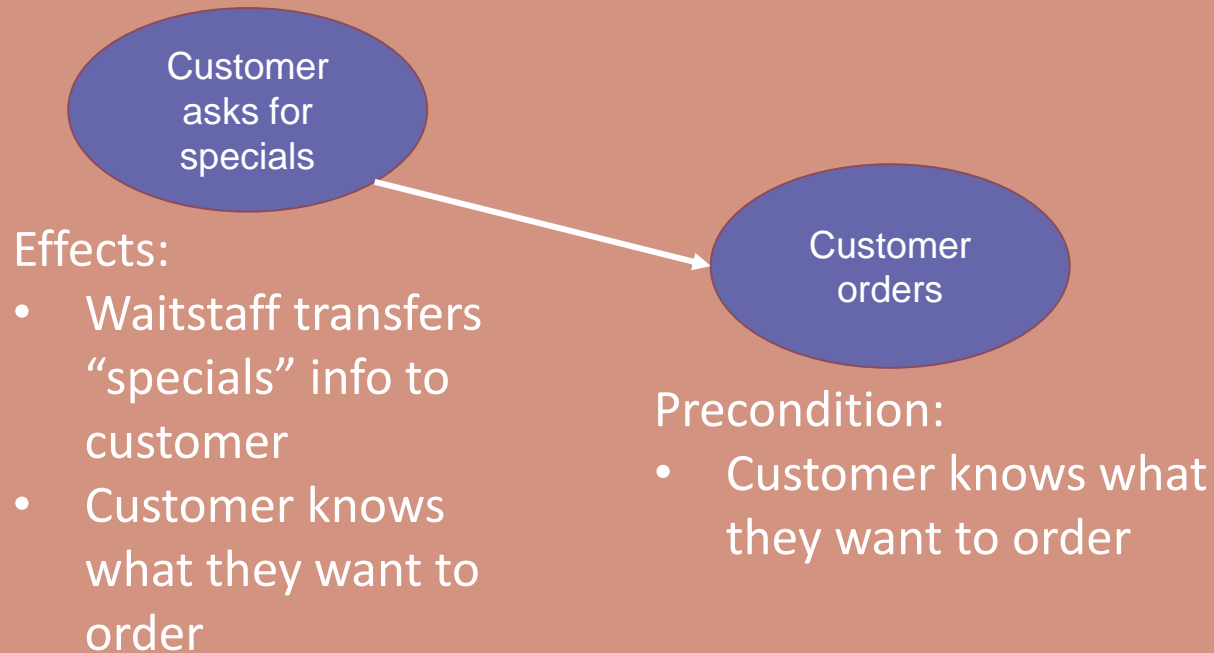 Customer
asks for
specials
Customer
orders
Effects:
• Waitstaff transfers
“specials” info to
customer
• Customer knows
what they want to
order
Precondition:
• Customer knows what
they want to order